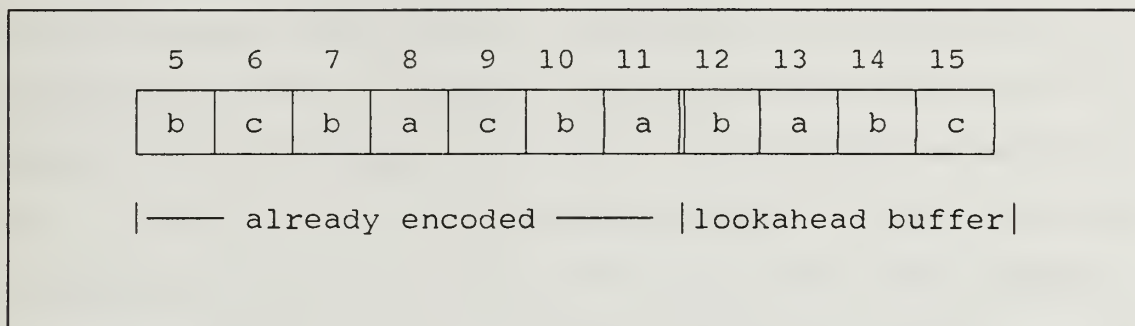 5 6 7 8 9 10 11 12 13 14 15
b c b a c b a b a b c
|—— already encoded ——|lookahead buffer|